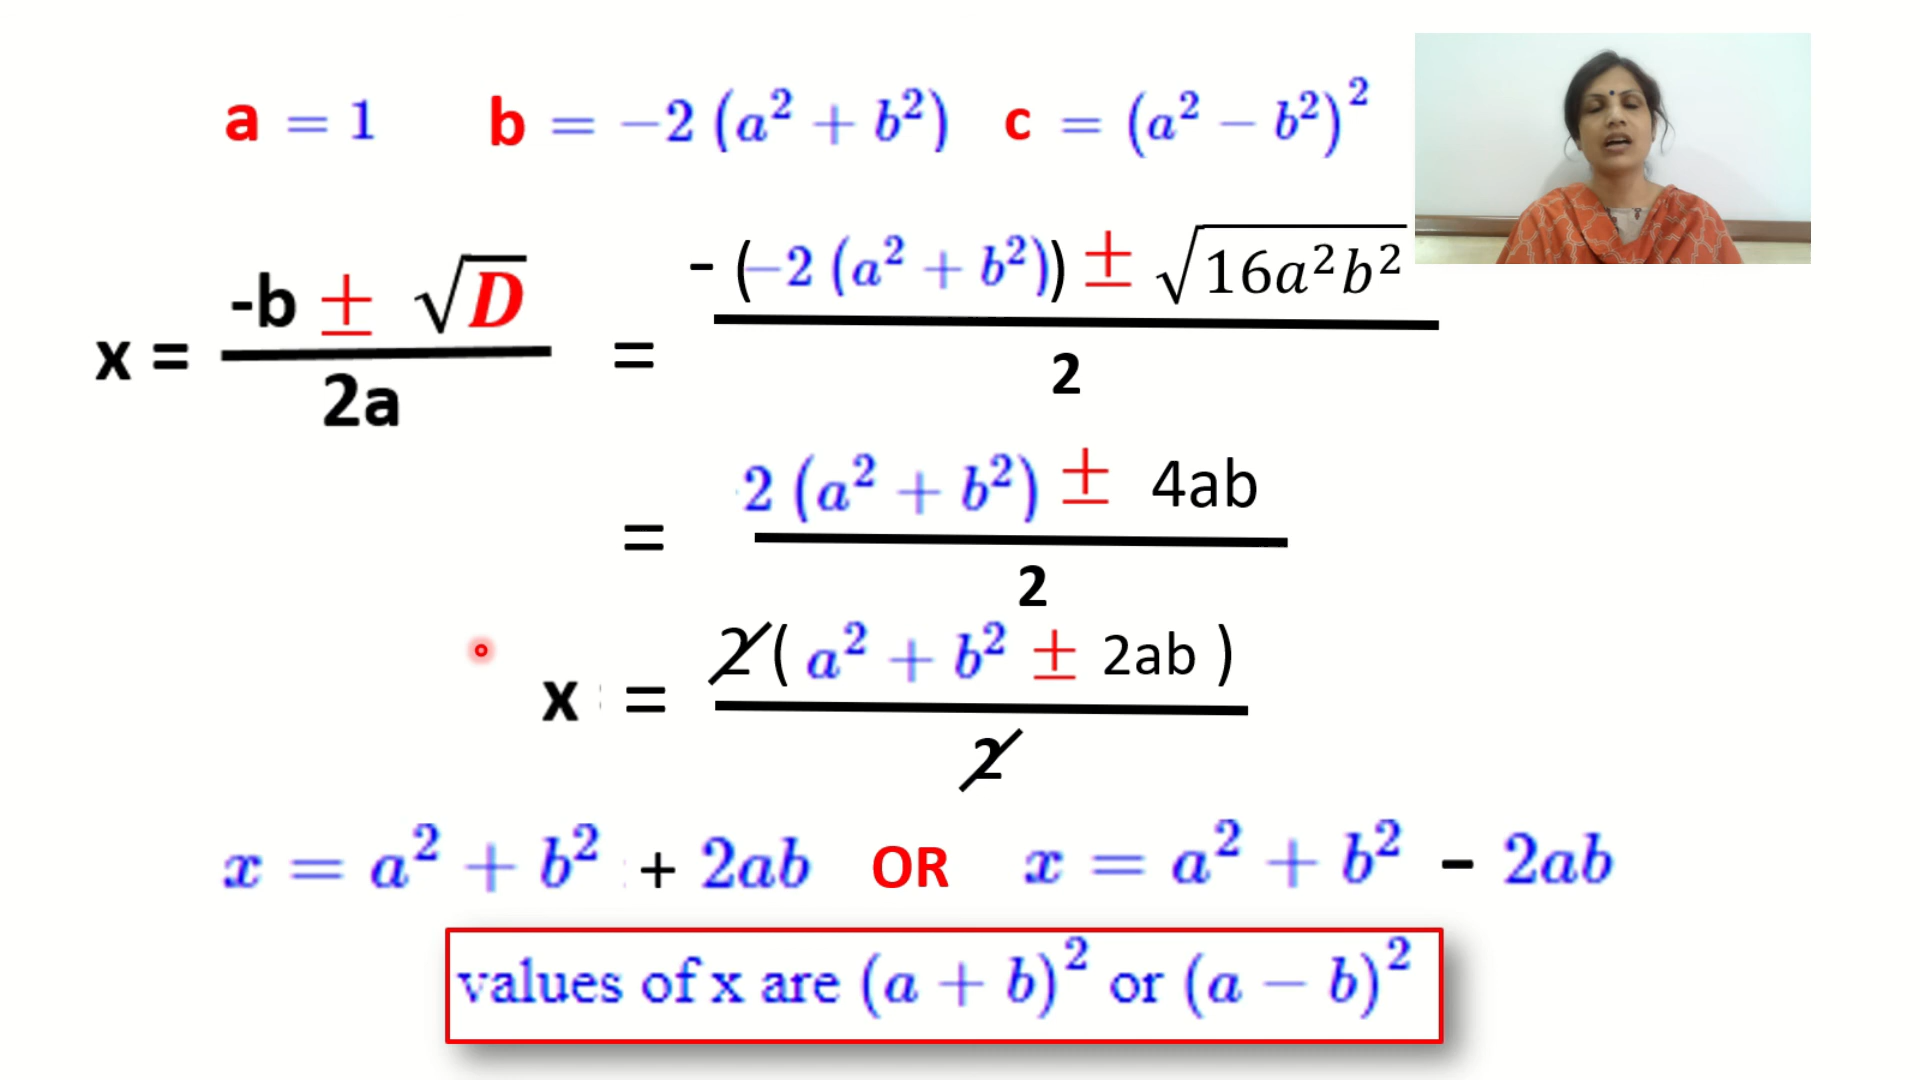 a = 1 b = −2 (a² + b²) c = (a² − b²)²
x = -b ± √D / 2a = - (−2 (a² + b²)) ± √16a²b² / 2
= 2 (a² + b²) ± 4ab / 2
x = 2 ( a² + b² ± 2ab ) / 2
x = a² + b² + 2ab OR x = a² + b² - 2ab
values of x are (a + b)² or (a − b)²